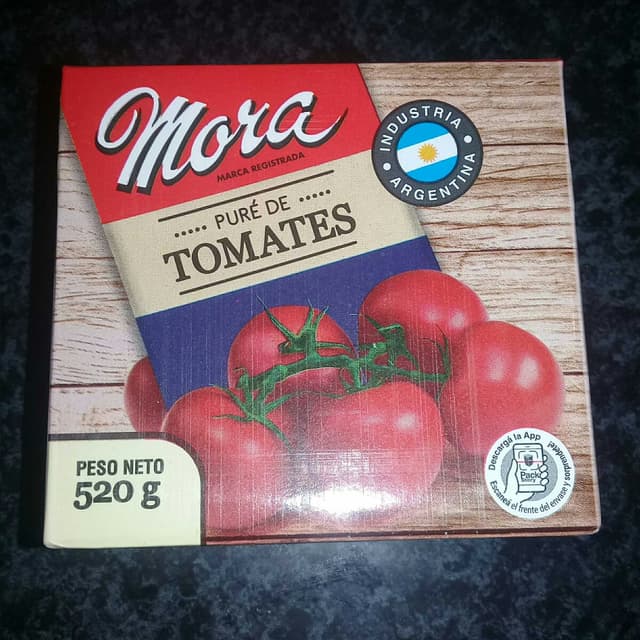 Mora
MARCA REGISTRADA
PURÉ DE
TOMATES
INDUSTRIA
ARGENTINA
PESO NETO
520 g
Descargá la App
Pack
Escaneá el frente del envase y sorprendete!